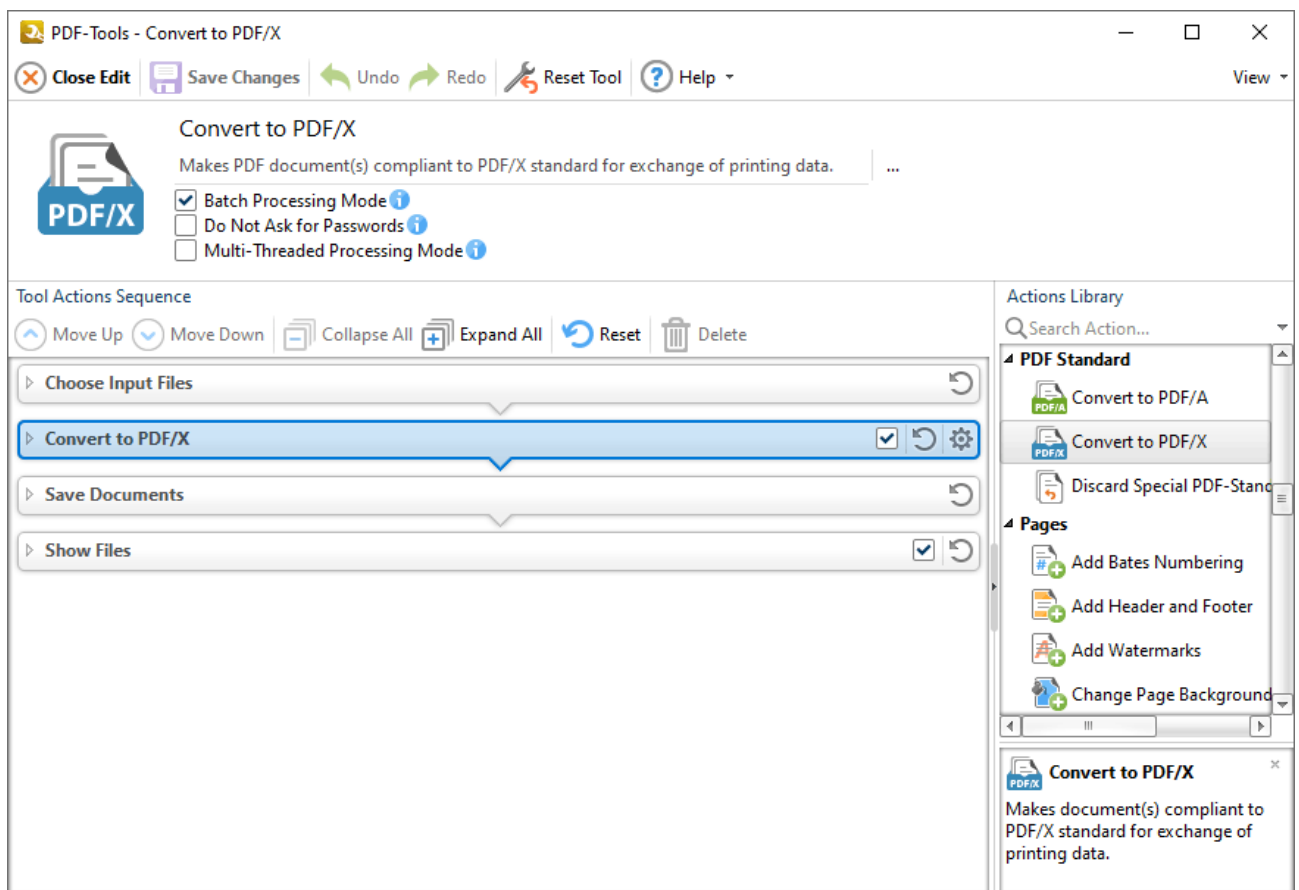 PDF-Tools - Convert to PDF/X
Close Edit Save Changes Undo Redo Reset Tool Help View
Convert to PDF/X
Makes PDF document(s) compliant to PDF/X standard for exchange of printing data. ...
PDF/X
Batch Processing Mode
Do Not Ask for Passwords
Multi-Threaded Processing Mode
Tool Actions Sequence
Move Up Move Down Collapse All Expand All Reset Delete
Choose Input Files
Convert to PDF/X
Save Documents
Show Files
Actions Library
Search Action...
PDF Standard
PDF/A Convert to PDF/A
PDF/X Convert to PDF/X
Discard Special PDF-Stand
Pages
Add Bates Numbering
Add Header and Footer
Add Watermarks
Change Page Background
PDF/X Convert to PDF/X
Makes document(s) compliant to
PDF/X standard for exchange of
printing data.